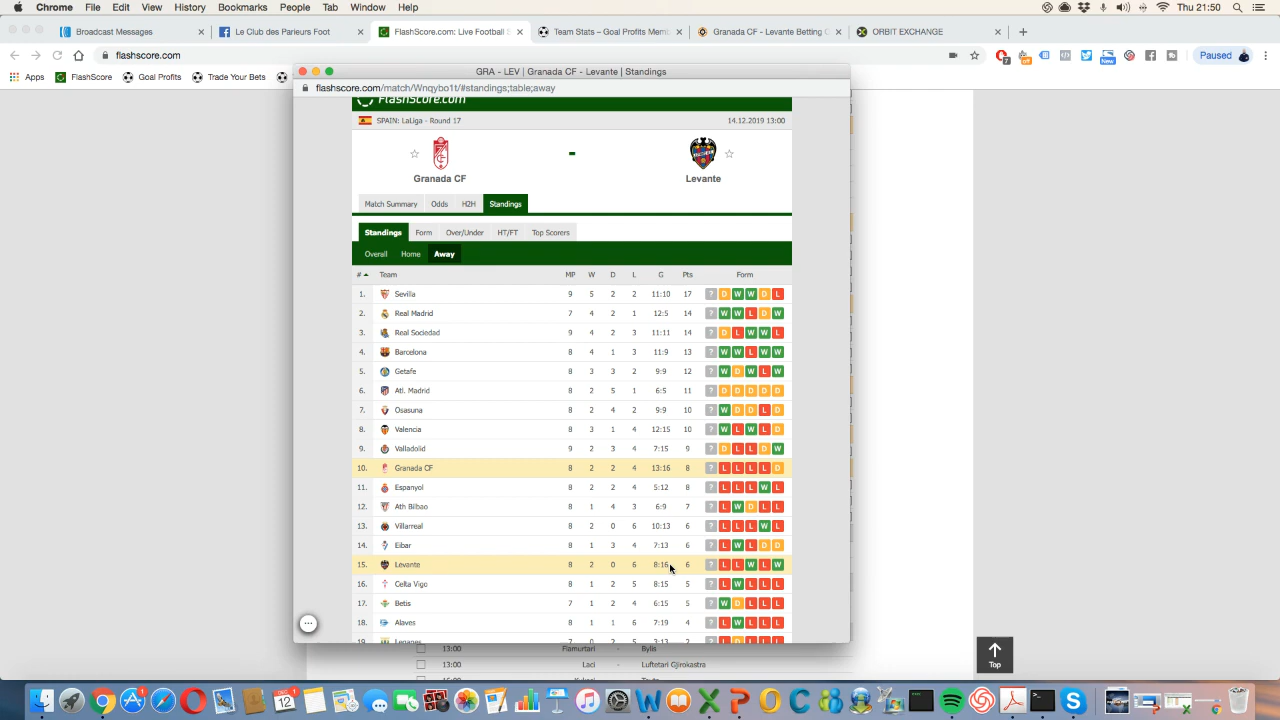 Chrome File Edit View History Bookmarks People Tab Window Help Thu 21:50
Broadcast Messages Le Club des Parieurs Foot FlashScore.com: Live Football S Team Stats – Goal Profits Mem Granada CF - Levante Betting O ORBIT EXCHANGE
flashscore.com Paused
Apps FlashScore Goal Profits Trade Your Bets
GRA - LEV | Granada CF - Levante | Standings
flashscore.com/match/Wnqybo1t/#standings;table;away
FlashScore.com
SPAIN: LaLiga - Round 17 14.12.2019 13:00
-
Granada CF Levante
Match Summary Odds H2H Standings
Standings Form Over/Under HT/FT Top Scorers
Overall Home Away
# Team MP W D L G Pts Form
1. Sevilla 9 5 2 2 11:10 17 ? D W W D L
2. Real Madrid 7 4 2 1 12:5 14 ? W W L D W
3. Real Sociedad 9 4 2 3 11:11 14 ? D L W W L
4. Barcelona 8 4 1 3 11:9 13 ? W W L W W
5. Getafe 8 3 3 2 9:9 12 ? W D W L W
6. Atl. Madrid 8 2 5 1 6:5 11 ? D D D D D
7. Osasuna 8 2 4 2 9:9 10 ? W D D L D
8. Valencia 8 3 1 4 12:15 10 ? W L W L D
9. Valladolid 9 2 3 4 7:15 9 ? D L L D W
10. Granada CF 8 2 2 4 13:16 8 ? L L L L D
11. Espanyol 8 2 2 4 5:12 8 ? L L L W L
12. Ath Bilbao 8 1 4 3 6:9 7 ? L W D L L
13. Villarreal 8 2 0 6 10:13 6 ? L L L W L
14. Eibar 8 1 3 4 7:13 6 ? L W L D D
15. Levante 8 2 0 6 8:16 6 ? L L W L W
16. Celta Vigo 8 1 2 5 8:15 5 ? L W L L L
17. Betis 7 1 2 4 6:15 5 ? W D L L L
18. Alaves 8 1 1 6 7:19 4 ? L W L L L
19. Leganes 7 0 2 5 3:13 2 ? L D L L L
13:00 Flamurtari - Bylis
13:00 Laci - Luftetari Gjirokastra
Top